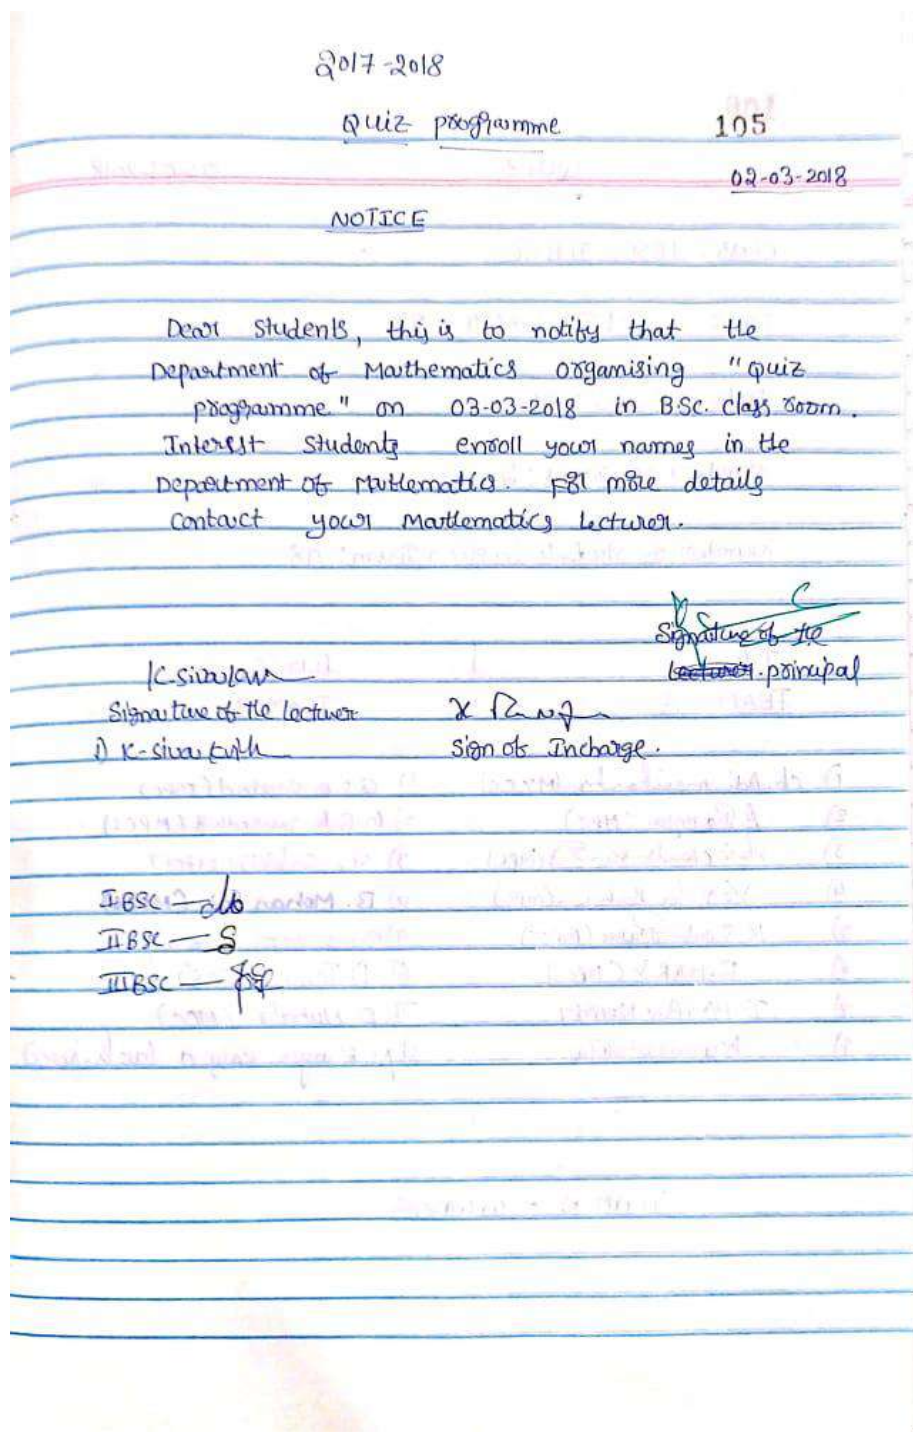 2017-2018
Quiz programme 105
02-03-2018
NOTICE
Dear Students, this is to notify that the
Department of Mathematics organising "Quiz
programme" on 03-03-2018 in B.Sc. class room.
Interest Students enroll your names in the
Department of Mathematics. For more details
contact your Mathematics lecturer.
Signature of the
Lecturer. principal
Signature of the lecturer
1) K-
Sign of Incharge.
I BSC —
II BSC —
III BSC —